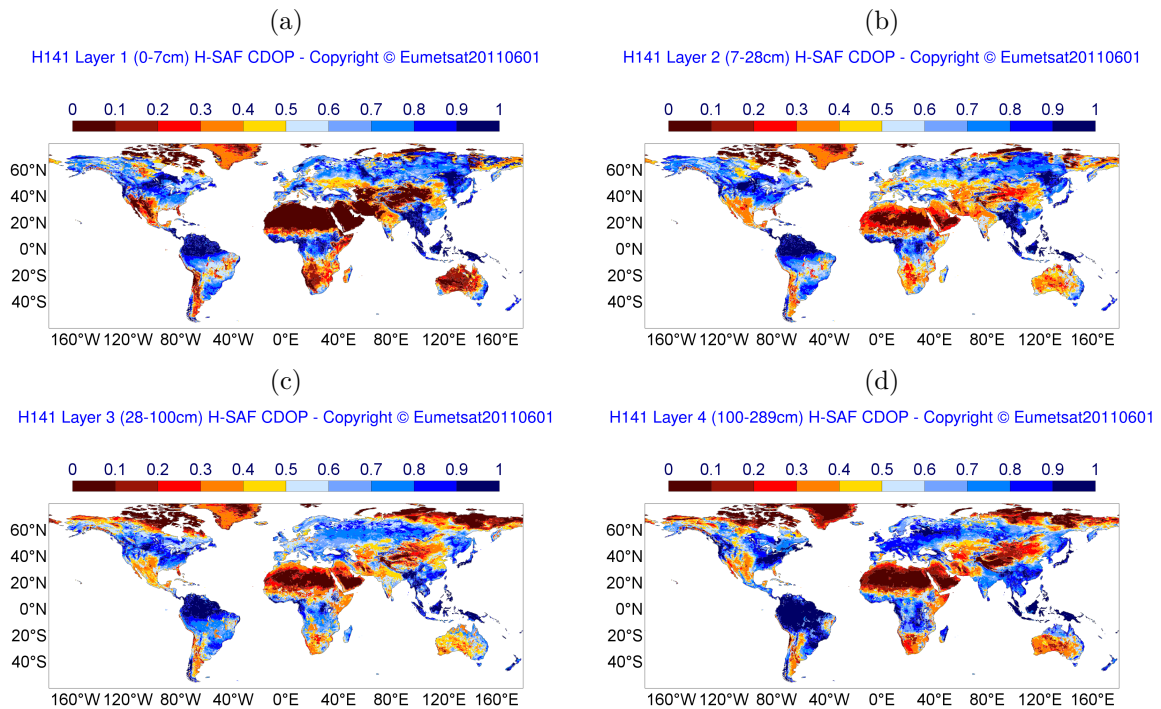 (a)
H141 Layer 1 (0-7cm) H-SAF CDOP - Copyright © Eumetsat20110601
0 0.1 0.2 0.3 0.4 0.5 0.6 0.7 0.8 0.9 1
60°N
40°N
20°N
0°N
20°S
40°S
160°W 120°W 80°W 40°W 0°E 40°E 80°E 120°E 160°E
(b)
H141 Layer 2 (7-28cm) H-SAF CDOP - Copyright © Eumetsat20110601
0 0.1 0.2 0.3 0.4 0.5 0.6 0.7 0.8 0.9 1
60°N
40°N
20°N
0°N
20°S
40°S
160°W 120°W 80°W 40°W 0°E 40°E 80°E 120°E 160°E
(c)
H141 Layer 3 (28-100cm) H-SAF CDOP - Copyright © Eumetsat20110601
0 0.1 0.2 0.3 0.4 0.5 0.6 0.7 0.8 0.9 1
60°N
40°N
20°N
0°N
20°S
40°S
160°W 120°W 80°W 40°W 0°E 40°E 80°E 120°E 160°E
(d)
H141 Layer 4 (100-289cm) H-SAF CDOP - Copyright © Eumetsat20110601
0 0.1 0.2 0.3 0.4 0.5 0.6 0.7 0.8 0.9 1
60°N
40°N
20°N
0°N
20°S
40°S
160°W 120°W 80°W 40°W 0°E 40°E 80°E 120°E 160°E